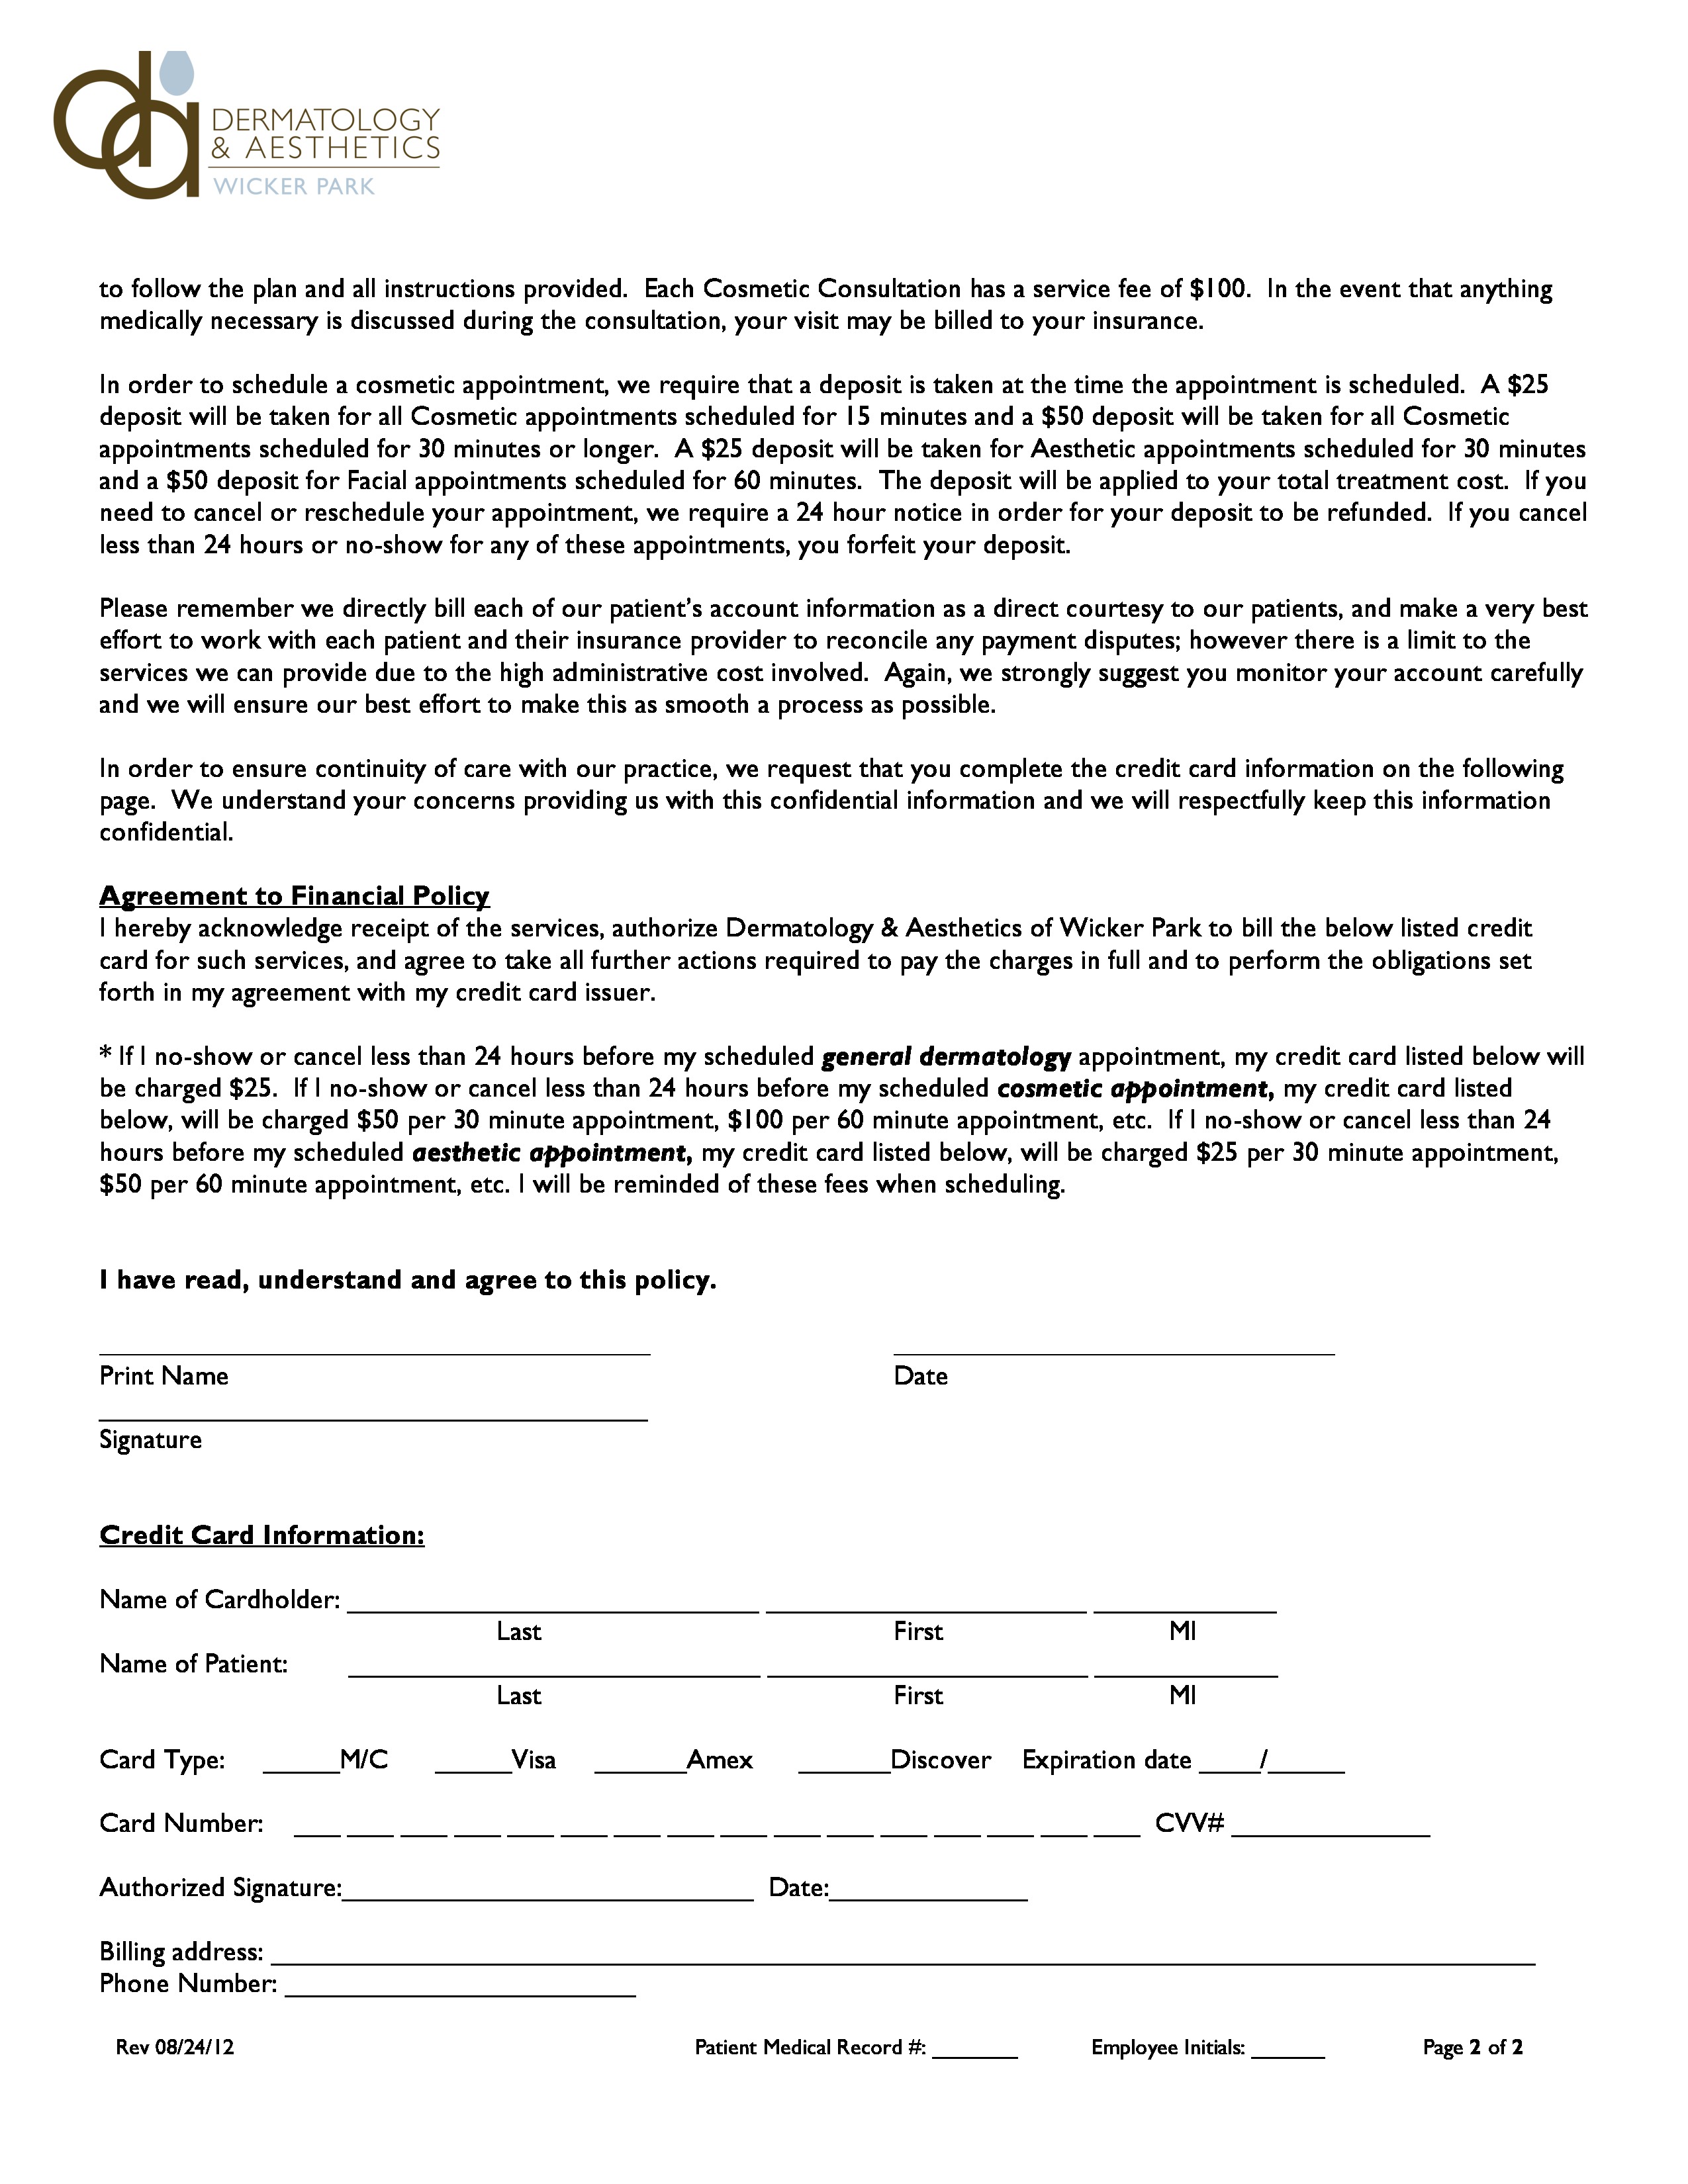 DERMATOLOGY
& AESTHETICS
WICKER PARK
to follow the plan and all instructions provided.  Each Cosmetic Consultation has a service fee of $100.  In the event that anything
medically necessary is discussed during the consultation, your visit may be billed to your insurance.
In order to schedule a cosmetic appointment, we require that a deposit is taken at the time the appointment is scheduled.  A $25
deposit will be taken for all Cosmetic appointments scheduled for 15 minutes and a $50 deposit will be taken for all Cosmetic
appointments scheduled for 30 minutes or longer.  A $25 deposit will be taken for Aesthetic appointments scheduled for 30 minutes
and a $50 deposit for Facial appointments scheduled for 60 minutes.  The deposit will be applied to your total treatment cost.  If you
need to cancel or reschedule your appointment, we require a 24 hour notice in order for your deposit to be refunded.  If you cancel
less than 24 hours or no-show for any of these appointments, you forfeit your deposit.
Please remember we directly bill each of our patient's account information as a direct courtesy to our patients, and make a very best
effort to work with each patient and their insurance provider to reconcile any payment disputes; however there is a limit to the
services we can provide due to the high administrative cost involved.  Again, we strongly suggest you monitor your account carefully
and we will ensure our best effort to make this as smooth a process as possible.
In order to ensure continuity of care with our practice, we request that you complete the credit card information on the following
page.  We understand your concerns providing us with this confidential information and we will respectfully keep this information
confidential.
Agreement to Financial Policy
I hereby acknowledge receipt of the services, authorize Dermatology & Aesthetics of Wicker Park to bill the below listed credit
card for such services, and agree to take all further actions required to pay the charges in full and to perform the obligations set
forth in my agreement with my credit card issuer.
* If I no-show or cancel less than 24 hours before my scheduled general dermatology appointment, my credit card listed below will
be charged $25.  If I no-show or cancel less than 24 hours before my scheduled cosmetic appointment, my credit card listed
below, will be charged $50 per 30 minute appointment, $100 per 60 minute appointment, etc.  If I no-show or cancel less than 24
hours before my scheduled aesthetic appointment, my credit card listed below, will be charged $25 per 30 minute appointment,
$50 per 60 minute appointment, etc. I will be reminded of these fees when scheduling.
I have read, understand and agree to this policy.
Print Name Date
Signature
Credit Card Information:
Name of Cardholder: ____ ____ ____
Last First MI
Name of Patient: ____ ____ ____
Last First MI
Card Type: _____M/C _____Visa ______Amex ______Discover Expiration date ____/_____
Card Number: __ __ __ __ __ __ __ __ __ __ __ __ __ __ __ __ CVV# ____
Authorized Signature:____ Date:____
Billing address: ____
Phone Number: ____
Rev 08/24/12 Patient Medical Record #: ____ Employee Initials: ____ Page 2 of 2